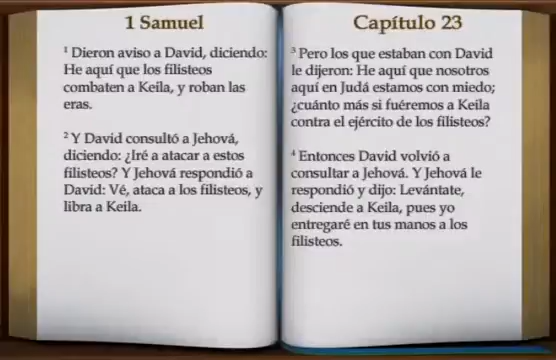 1 Samuel
¹ Dieron aviso a David, diciendo:
He aquí que los filisteos
combaten a Keila, y roban las
eras.
² Y David consultó a Jehová,
diciendo: ¿Iré a atacar a estos
filisteos? Y Jehová respondió a
David: Vé, ataca a los filisteos, y
libra a Keila.
Capítulo 23
³ Pero los que estaban con David
le dijeron: He aquí que nosotros
aquí en Judá estamos con miedo;
¿cuánto más si fuéremos a Keila
contra el ejército de los filisteos?
⁴ Entonces David volvió a
consultar a Jehová. Y Jehová le
respondió y dijo: Levántate,
desciende a Keila, pues yo
entregaré en tus manos a los
filisteos.